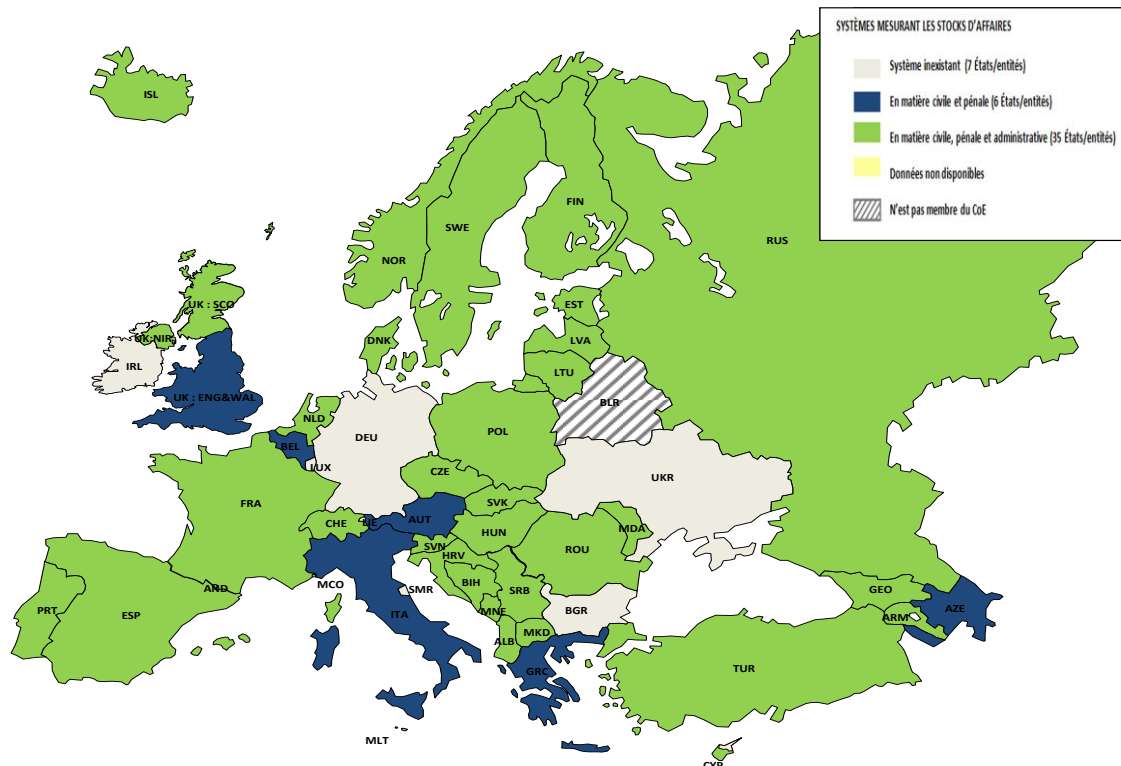 SYSTÈMES MESURANT LES STOCKS D'AFFAIRES
Système inexistant (7 États/entités)
En matière civile et pénale (6 États/entités)
En matière civile, pénale et administrative (35 États/entités)
Données non disponibles
N'est pas membre du CoE
ISL
FIN
SWE
RUS
NOR
UK : SCO
EST
UK:NIR
DNK
LVA
IRL
LTU
UK : ENG&WAL
BLR
NLD
DEU
POL
BEL
LUX
CZE
UKR
FRA
SVK
CHE
LIE
AUT
MDA
HUN
SVN
ROU
HRV
MCO
BIH
SMR
SRB
AND
GEO
PRT
ESP
ITA
MNE
BGR
AZE
ARM
MKD
ALB
GRC
TUR
MLT
CYP